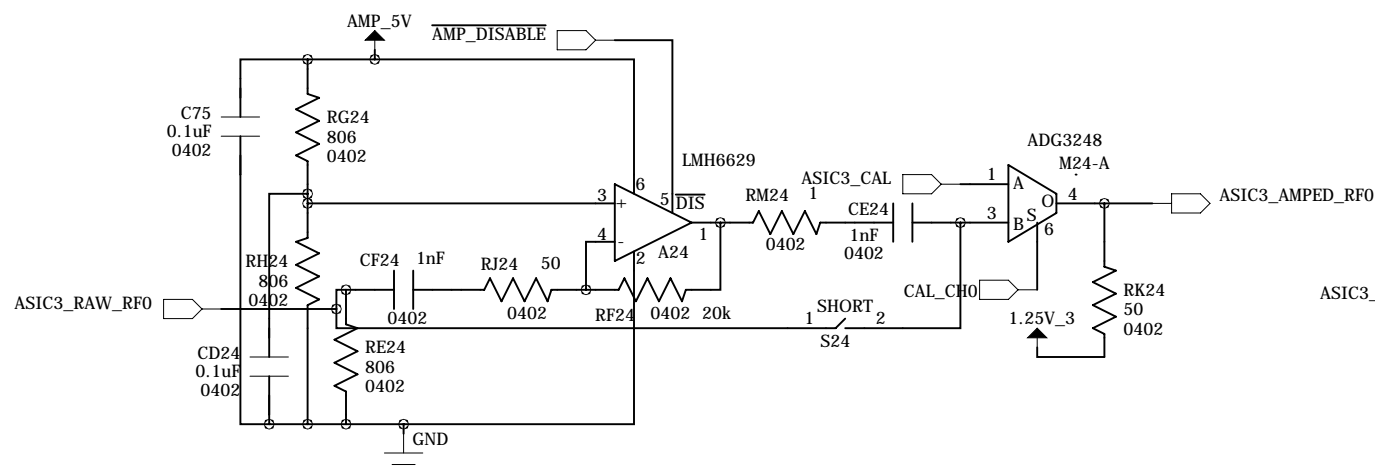 AMP_5V
AMP_DISABLE
C75
0.1uF
0402
RG24
806
0402
LMH6629
ADG3248
M24-A
ASIC3_CAL
1
A
O
4
ASIC3_AMPED_RF0
3
B
S
6
6
5
DIS
3
+
4
-
2
1
A24
RM24
1
0402
CE24
1nF
0402
RH24
806
0402
CF24
1nF
0402
RJ24
50
0402
RF24
0402
20k
CAL_CH0
ASIC3_RAW_RF0
SHORT
1
2
S24
1.25V_3
RK24
50
0402
ASIC3_
CD24
0.1uF
0402
RE24
806
0402
GND